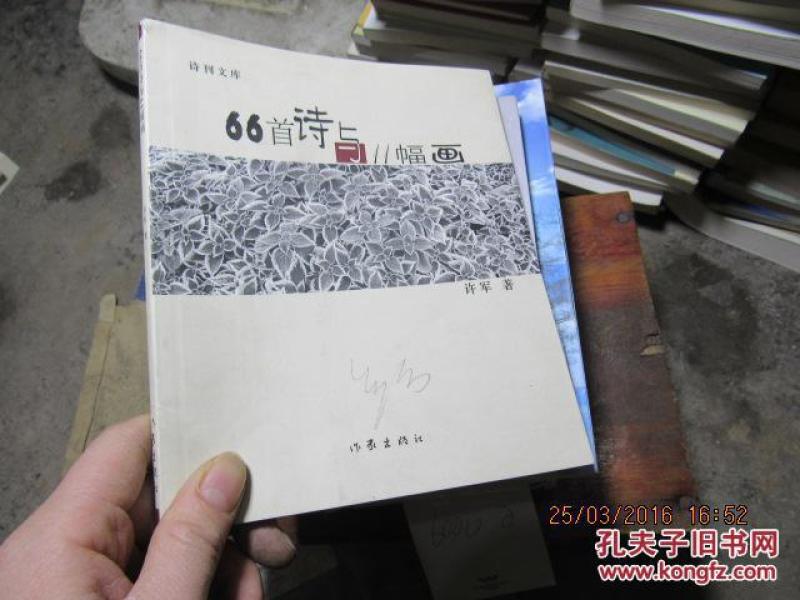 诗刊文库
66首诗与11幅画
许军 著
作家出版社
25/03/2016 16:52
孔夫子旧书网
www.kongfz.com